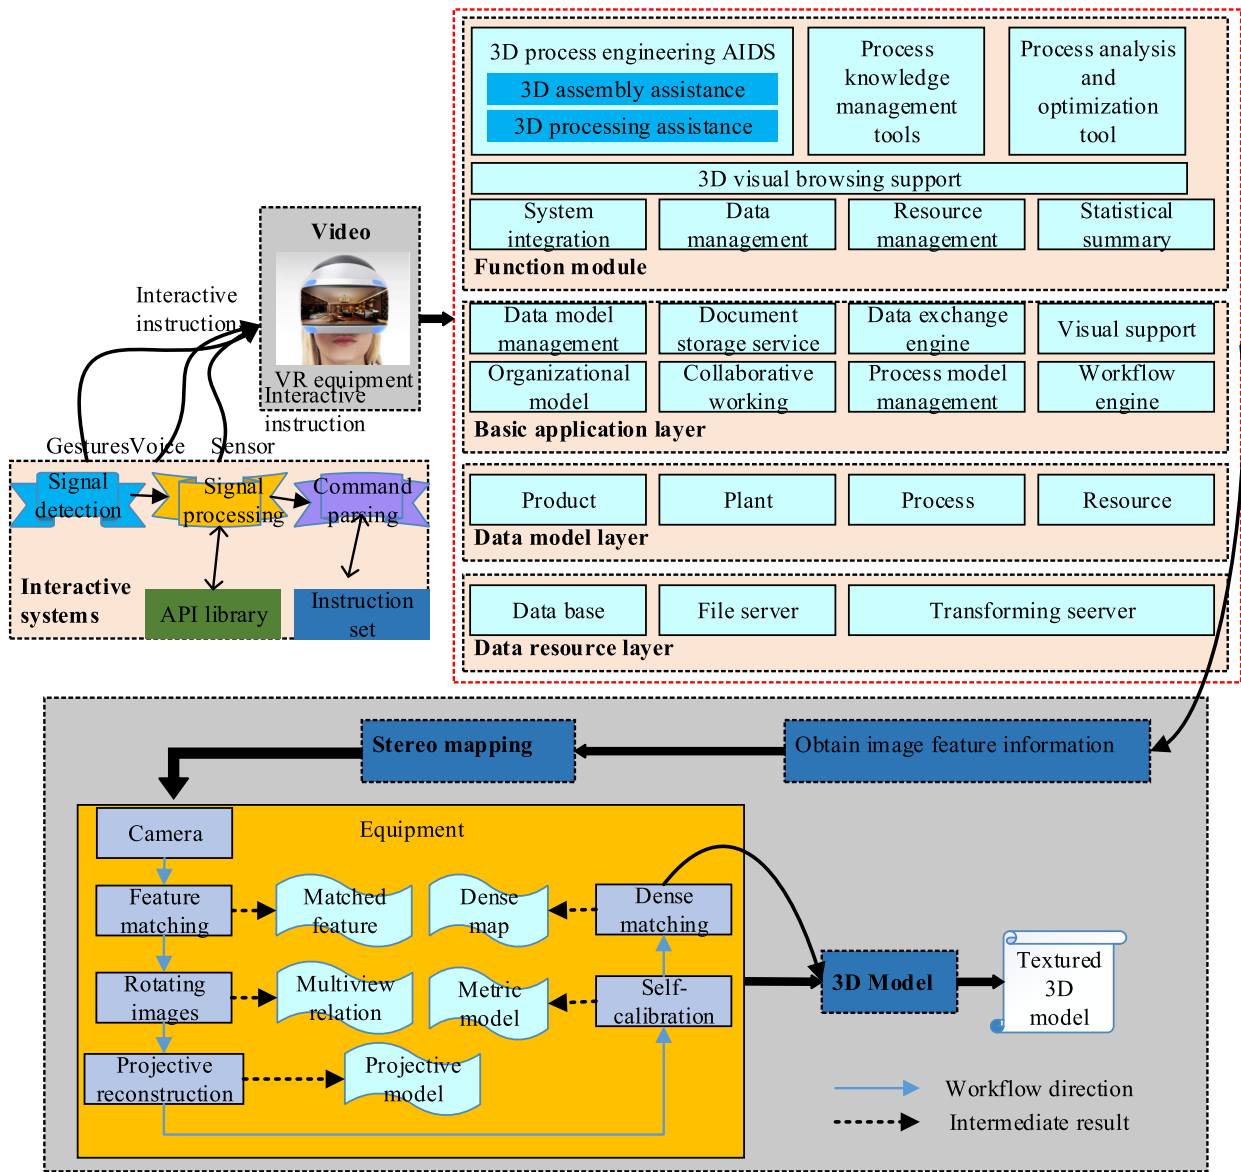 3D process engineering AIDS
3D assembly assistance
3D processing assistance
Process
knowledge
management
tools
Process analysis
and
optimization
tool
3D visual browsing support
System
integration
Data
management
Resource
management
Statistical
summary
Function module
Video
VR equipment
Interactive
instruction
Interactive
instruction
Gestures
Voice
Sensor
Data model
management
Document
storage service
Data exchange
engine
Visual support
Organizational
model
Collaborative
working
Process model
management
Workflow
engine
Basic application layer
Signal
detection
Signal
processing
Command
parsing
Interactive
systems
API library
Instruction
set
Product
Plant
Process
Resource
Data model layer
Data base
File server
Transforming seerver
Data resource layer
Stereo mapping
Obtain image feature information
Equipment
Camera
Feature
matching
Matched
feature
Dense
map
Dense
matching
Rotating
images
Multiview
relation
Metric
model
Self-
calibration
Projective
reconstruction
Projective
model
3D Model
Textured
3D
model
Workflow direction
Intermediate result